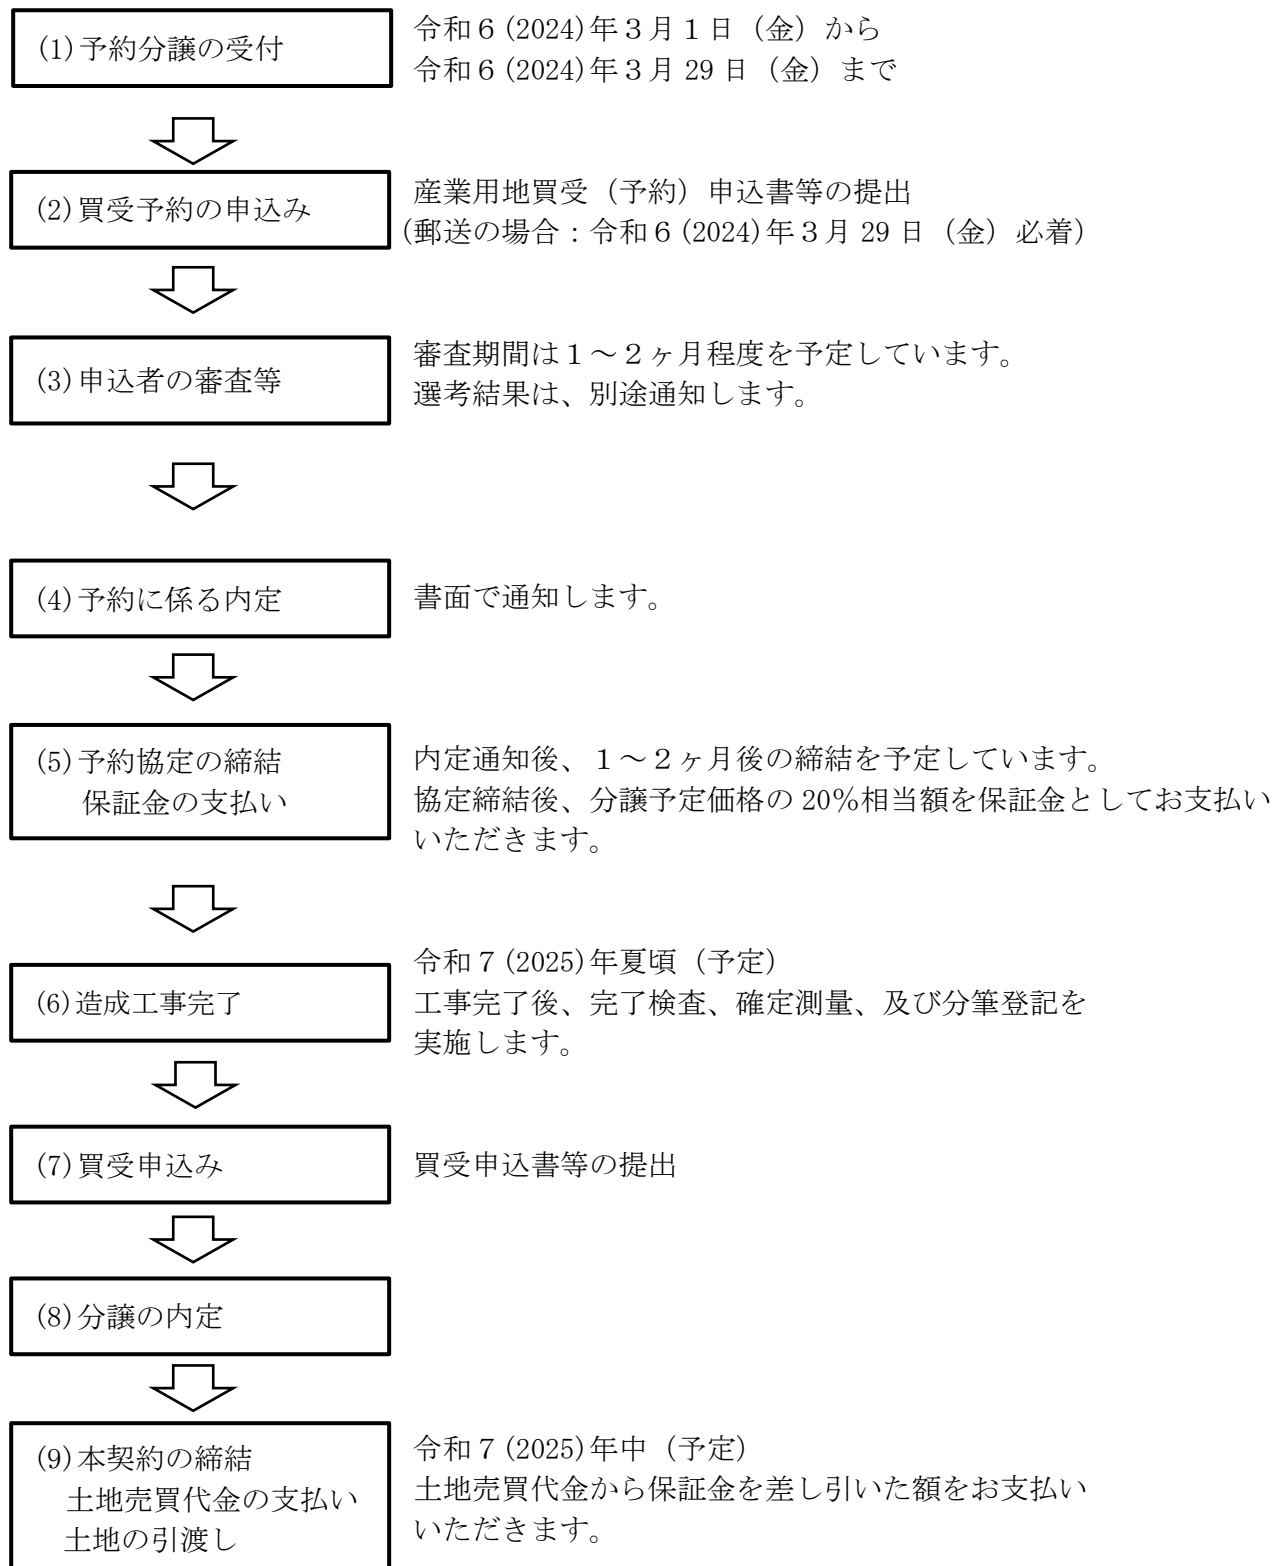 (1)予約分譲の受付
令和６(2024)年３月１日（金）から
令和６(2024)年３月 29 日（金）まで
(2)買受予約の申込み
産業用地買受（予約）申込書等の提出
(郵送の場合：令和６(2024)年３月 29 日（金）必着）
(3)申込者の審査等
審査期間は１～２ヶ月程度を予定しています。
選考結果は、別途通知します。
(4)予約に係る内定
書面で通知します。
(5)予約協定の締結
保証金の支払い
内定通知後、１～２ヶ月後の締結を予定しています。
協定締結後、分譲予定価格の 20％相当額を保証金としてお支払い
いただきます。
(6)造成工事完了
令和７(2025)年夏頃（予定）
工事完了後、完了検査、確定測量、及び分筆登記を
実施します。
(7)買受申込み
買受申込書等の提出
(8)分譲の内定
(9)本契約の締結
土地売買代金の支払い
土地の引渡し
令和７(2025)年中（予定）
土地売買代金から保証金を差し引いた額をお支払い
いただきます。